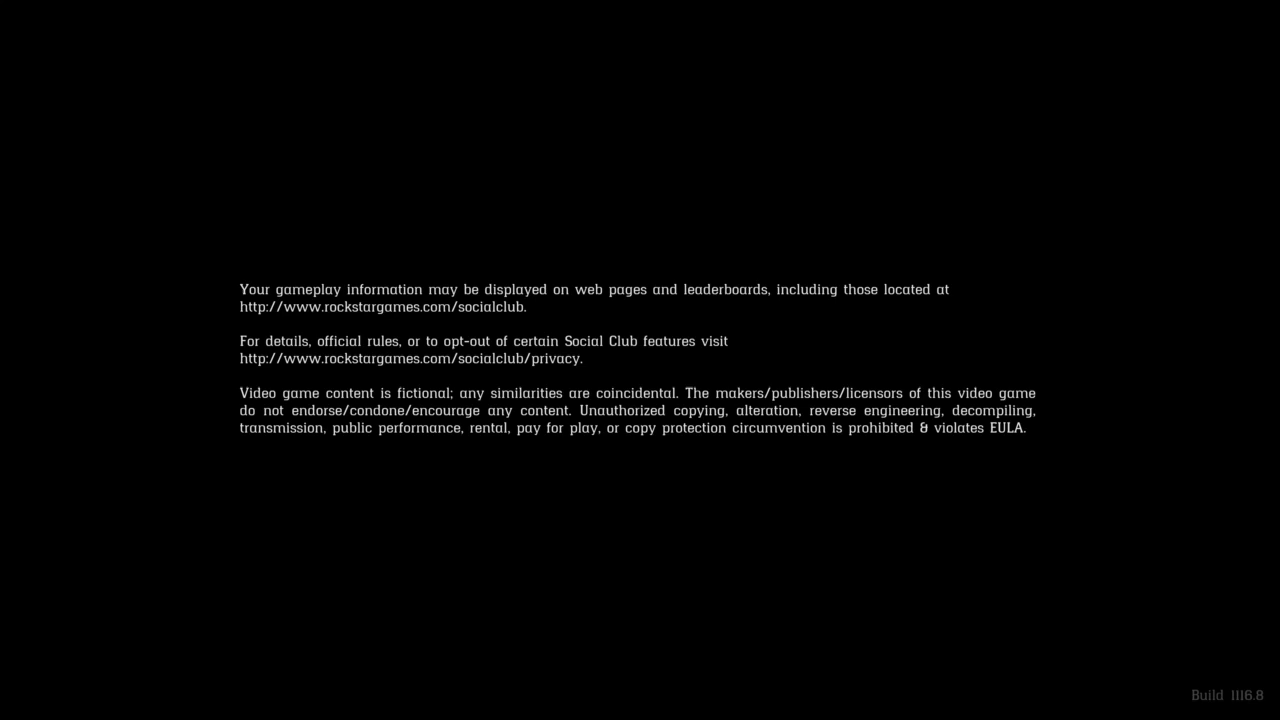 Your gameplay information may be displayed on web pages and leaderboards, including those located at
http://www.rockstargames.com/socialclub.
For details, official rules, or to opt-out of certain Social Club features visit
http://www.rockstargames.com/socialclub/privacy.
Video game content is fictional; any similarities are coincidental. The makers/publishers/licensors of this video game
do not endorse/condone/encourage any content. Unauthorized copying, alteration, reverse engineering, decompiling,
transmission, public performance, rental, pay for play, or copy protection circumvention is prohibited & violates EULA.
Build 1116.8